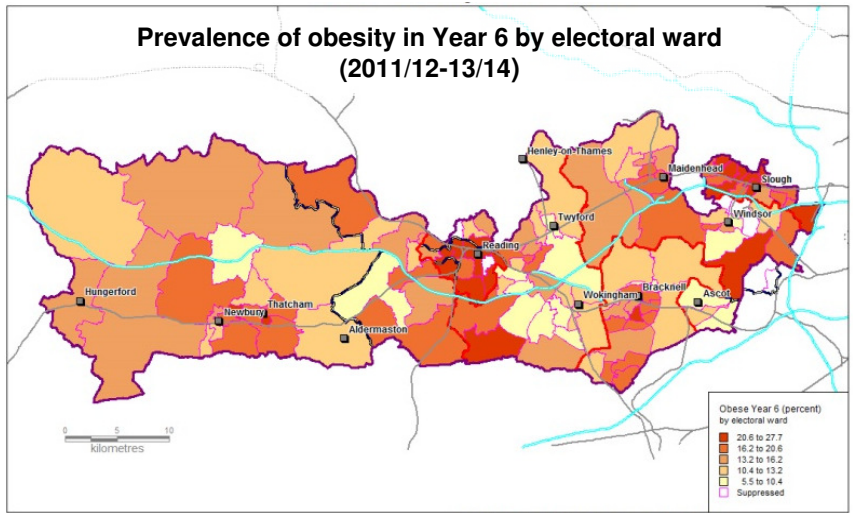 Prevalence of obesity in Year 6 by electoral ward
(2011/12-13/14)
Henley-on-Thames
Maidenhead
Slough
Twyford
Windsor
Reading
Hungerford
Newbury
Thatcham
Aldermaston
Wokingham
Bracknell
Ascot
0 5 10
kilometres
Obese Year 6 (percent)
by electoral ward
20.6 to 27.7
16.2 to 20.6
13.2 to 16.2
10.4 to 13.2
5.5 to 10.4
Suppressed